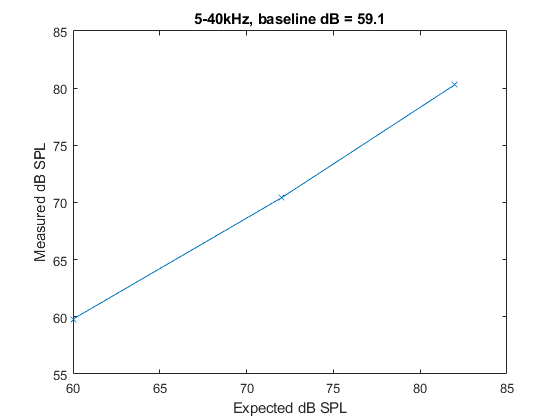 5-40kHz, baseline dB = 59.1
85
80
75
70
65
60
55
Measured dB SPL
60 65 70 75 80 85
Expected dB SPL